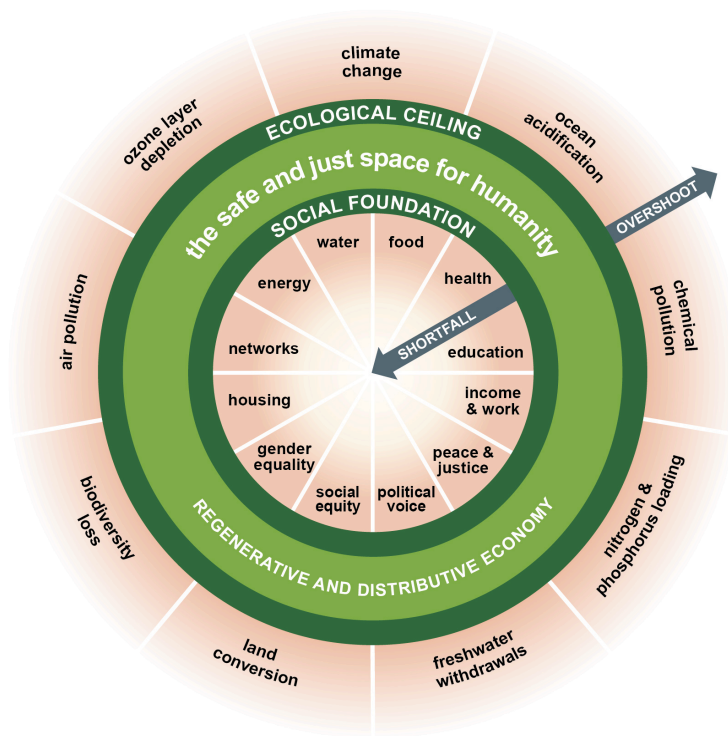 climate
change
ocean
acidification
chemical
pollution
nitrogen &
phosphorus loading
freshwater
withdrawals
land
conversion
biodiversity
loss
air pollution
ozone layer
depletion
OVERSHOOT
ECOLOGICAL CEILING
the safe and just space for humanity
SOCIAL FOUNDATION
water
food
health
SHORTFALL
education
income
& work
peace &
justice
political
voice
social
equity
gender
equality
housing
networks
energy
REGENERATIVE AND DISTRIBUTIVE ECONOMY